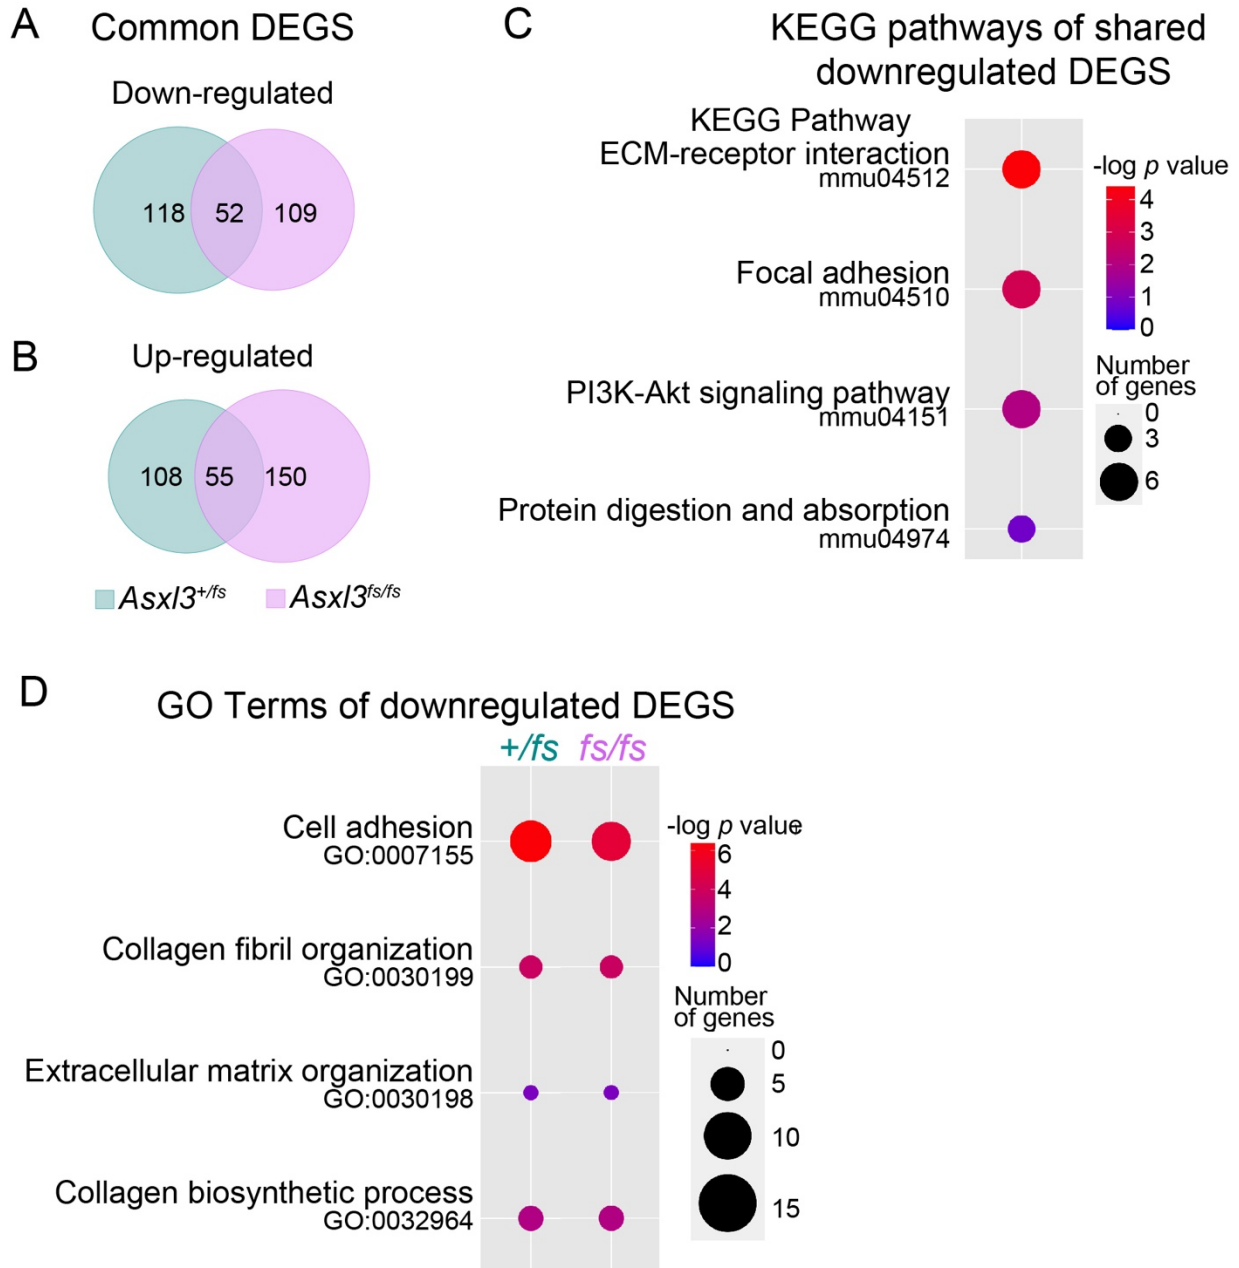 A
Common DEGS
Down-regulated
118
52
109
B
Up-regulated
108
55
150
Asxl3+/fs
Asxl3fs/fs
C
KEGG pathways of shared
downregulated DEGS
KEGG Pathway
ECM-receptor interaction
mmu04512
Focal adhesion
mmu04510
PI3K-Akt signaling pathway
mmu04151
Protein digestion and absorption
mmu04974
-log p value
4
3
2
1
0
Number
of genes
0
3
6
D
GO Terms of downregulated DEGS
+/fs fs/fs
Cell adhesion
GO:0007155
Collagen fibril organization
GO:0030199
Extracellular matrix organization
GO:0030198
Collagen biosynthetic process
GO:0032964
-log p value
6
4
2
0
Number
of genes
0
5
10
15